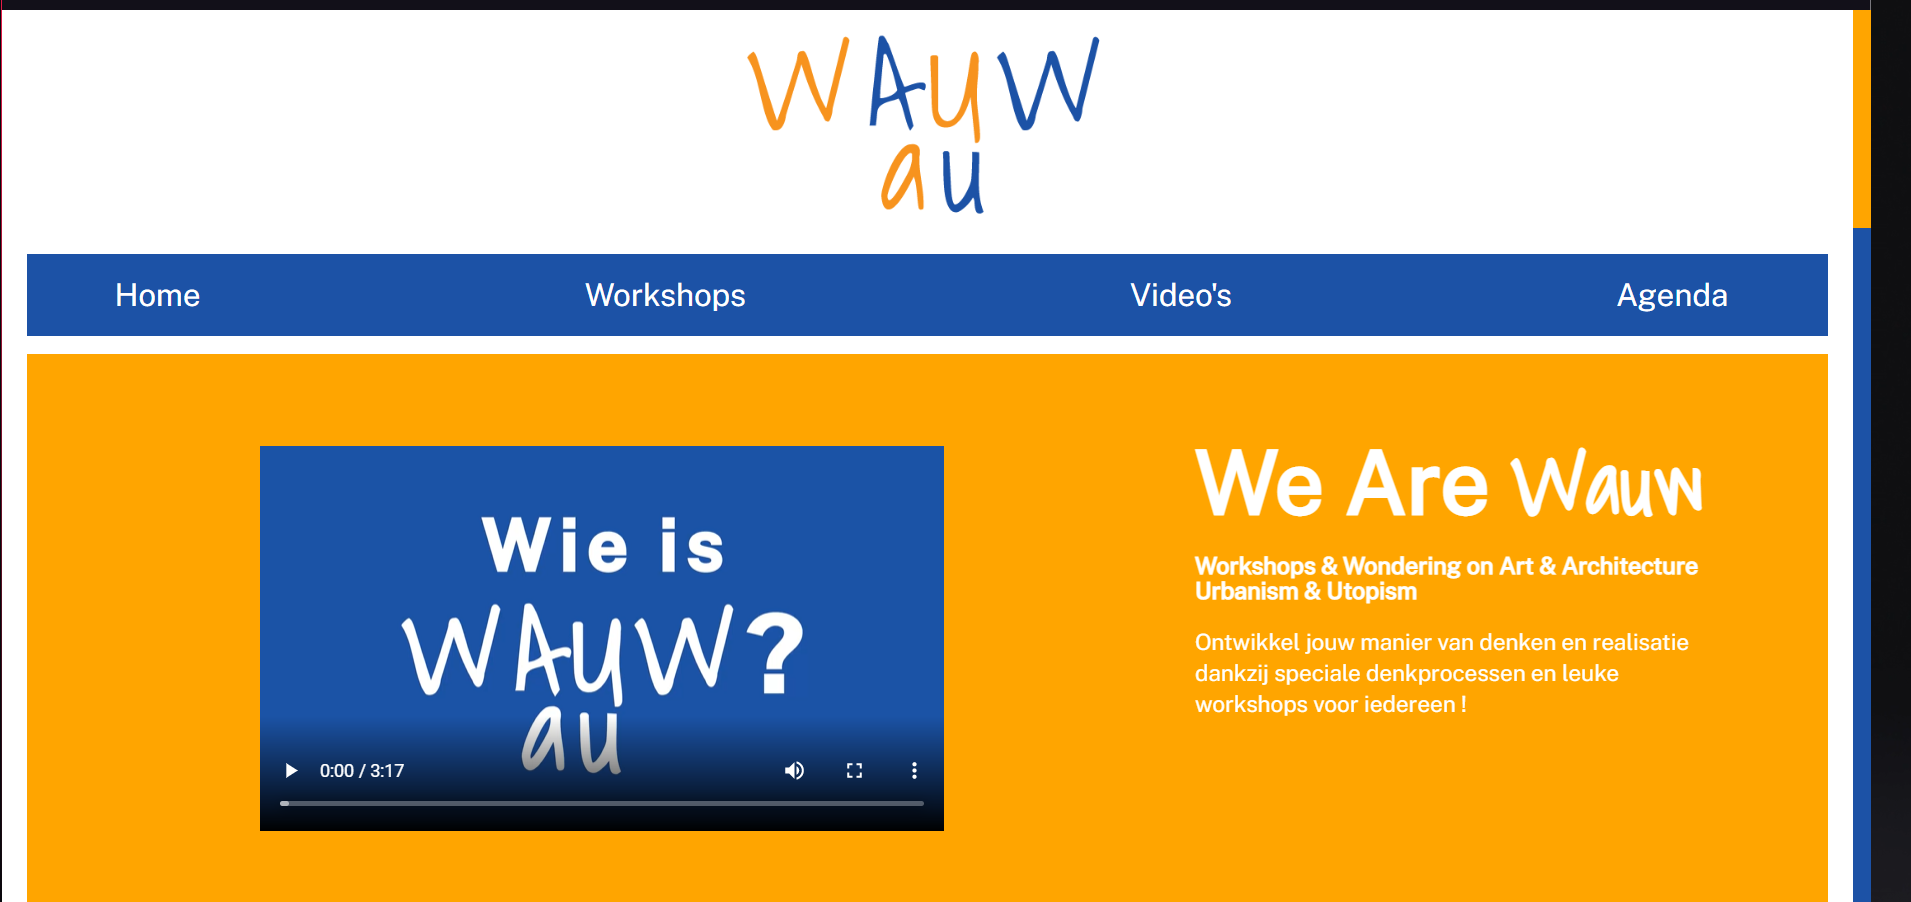 WAUW
au
Home Workshops Video's Agenda
Wie is
WAUW?
au
0:00 / 3:17
We Are Wauw
Workshops & Wondering on Art & Architecture
Urbanism & Utopism
Ontwikkel jouw manier van denken en realisatie
dankzij speciale denkprocessen en leuke
workshops voor iedereen !